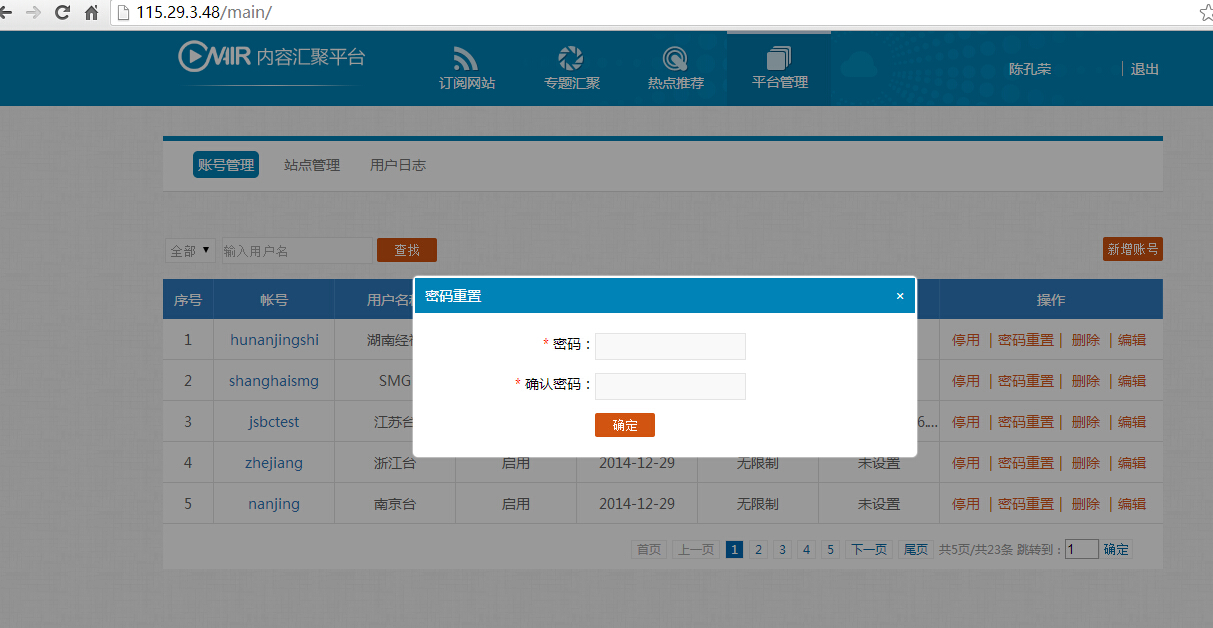 115.29.3.48/main/
MIR 内容汇聚平台
订阅网站 专题汇聚 热点推荐 平台管理 陈孔荣 | 退出
账号管理 站点管理 用户日志
全部 ▼ 输入用户名 查找 新增账号
密码重置 ×
序号 帐号 用户名称 操作
* 密码：
1 hunanjingshi 湖南经 停用 | 密码重置 | 删除 | 编辑
* 确认密码：
2 shanghaismg SMG 停用 | 密码重置 | 删除 | 编辑
确定
3 jsbctest 江苏台 6.... 停用 | 密码重置 | 删除 | 编辑
4 zhejiang 浙江台 启用 2014-12-29 无限制 未设置 停用 | 密码重置 | 删除 | 编辑
5 nanjing 南京台 启用 2014-12-29 无限制 未设置 停用 | 密码重置 | 删除 | 编辑
首页 上一页 1 2 3 4 5 下一页 尾页 共5页/共23条 跳转到：1 确定